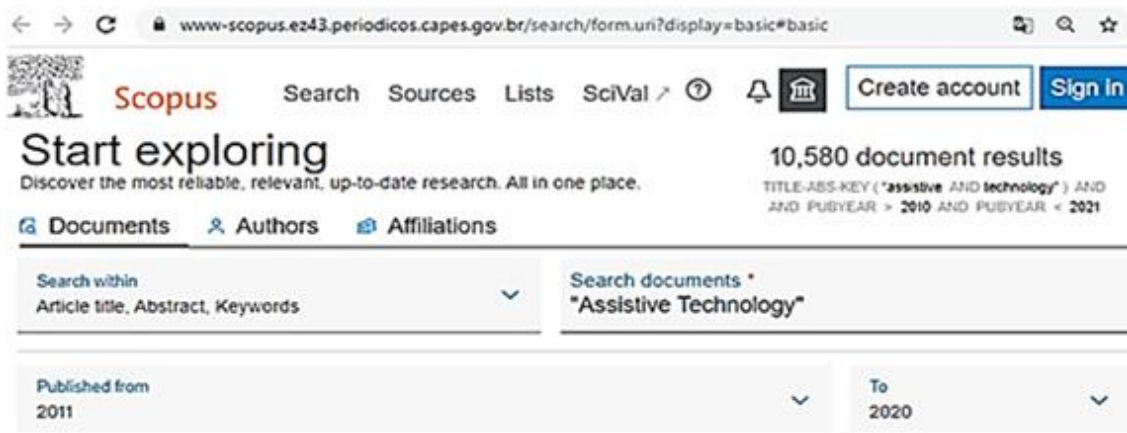 www-scopus.ez43.periodicos.capes.gov.br/search/form.uri?display=basic#basic
Scopus Search Sources Lists SciVal ↗ Create account Sign in
Start exploring
Discover the most reliable, relevant, up-to-date research. All in one place.
10,580 document results
TITLE-ABS-KEY ( "assistive AND technology" ) AND
AND PUBYEAR > 2010 AND PUBYEAR < 2021
Documents Authors Affiliations
Search within
Article title, Abstract, Keywords
Search documents *
"Assistive Technology"
Published from
2011
To
2020